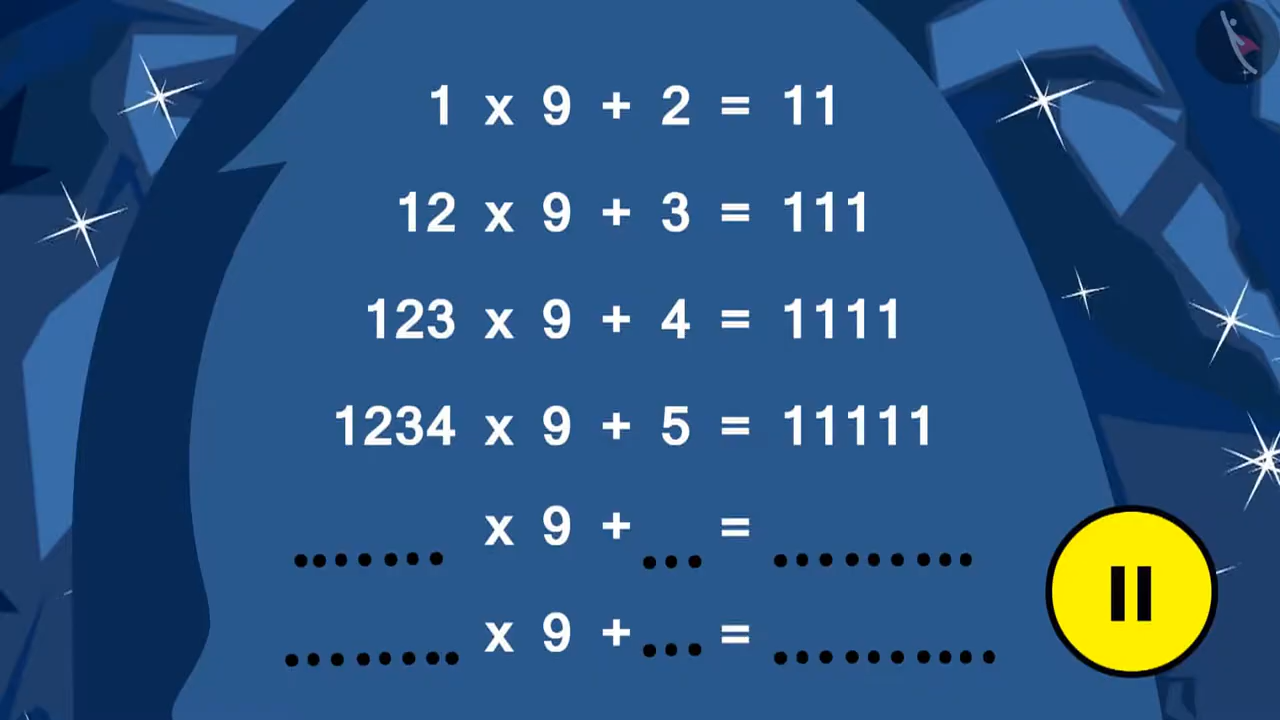 1 x 9 + 2 = 11
12 x 9 + 3 = 111
123 x 9 + 4 = 1111
1234 x 9 + 5 = 11111
....... x 9 + ... = .........
........ x 9 + ... = ..........